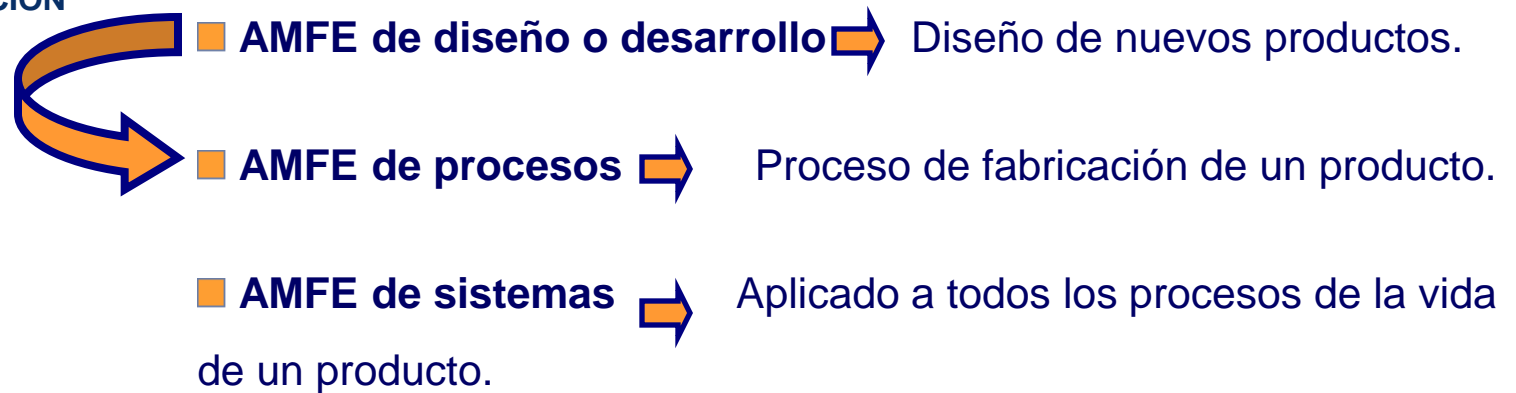 AMFE de diseño o desarrollo Diseño de nuevos productos.
AMFE de procesos Proceso de fabricación de un producto.
AMFE de sistemas Aplicado a todos los procesos de la vida
de un producto.